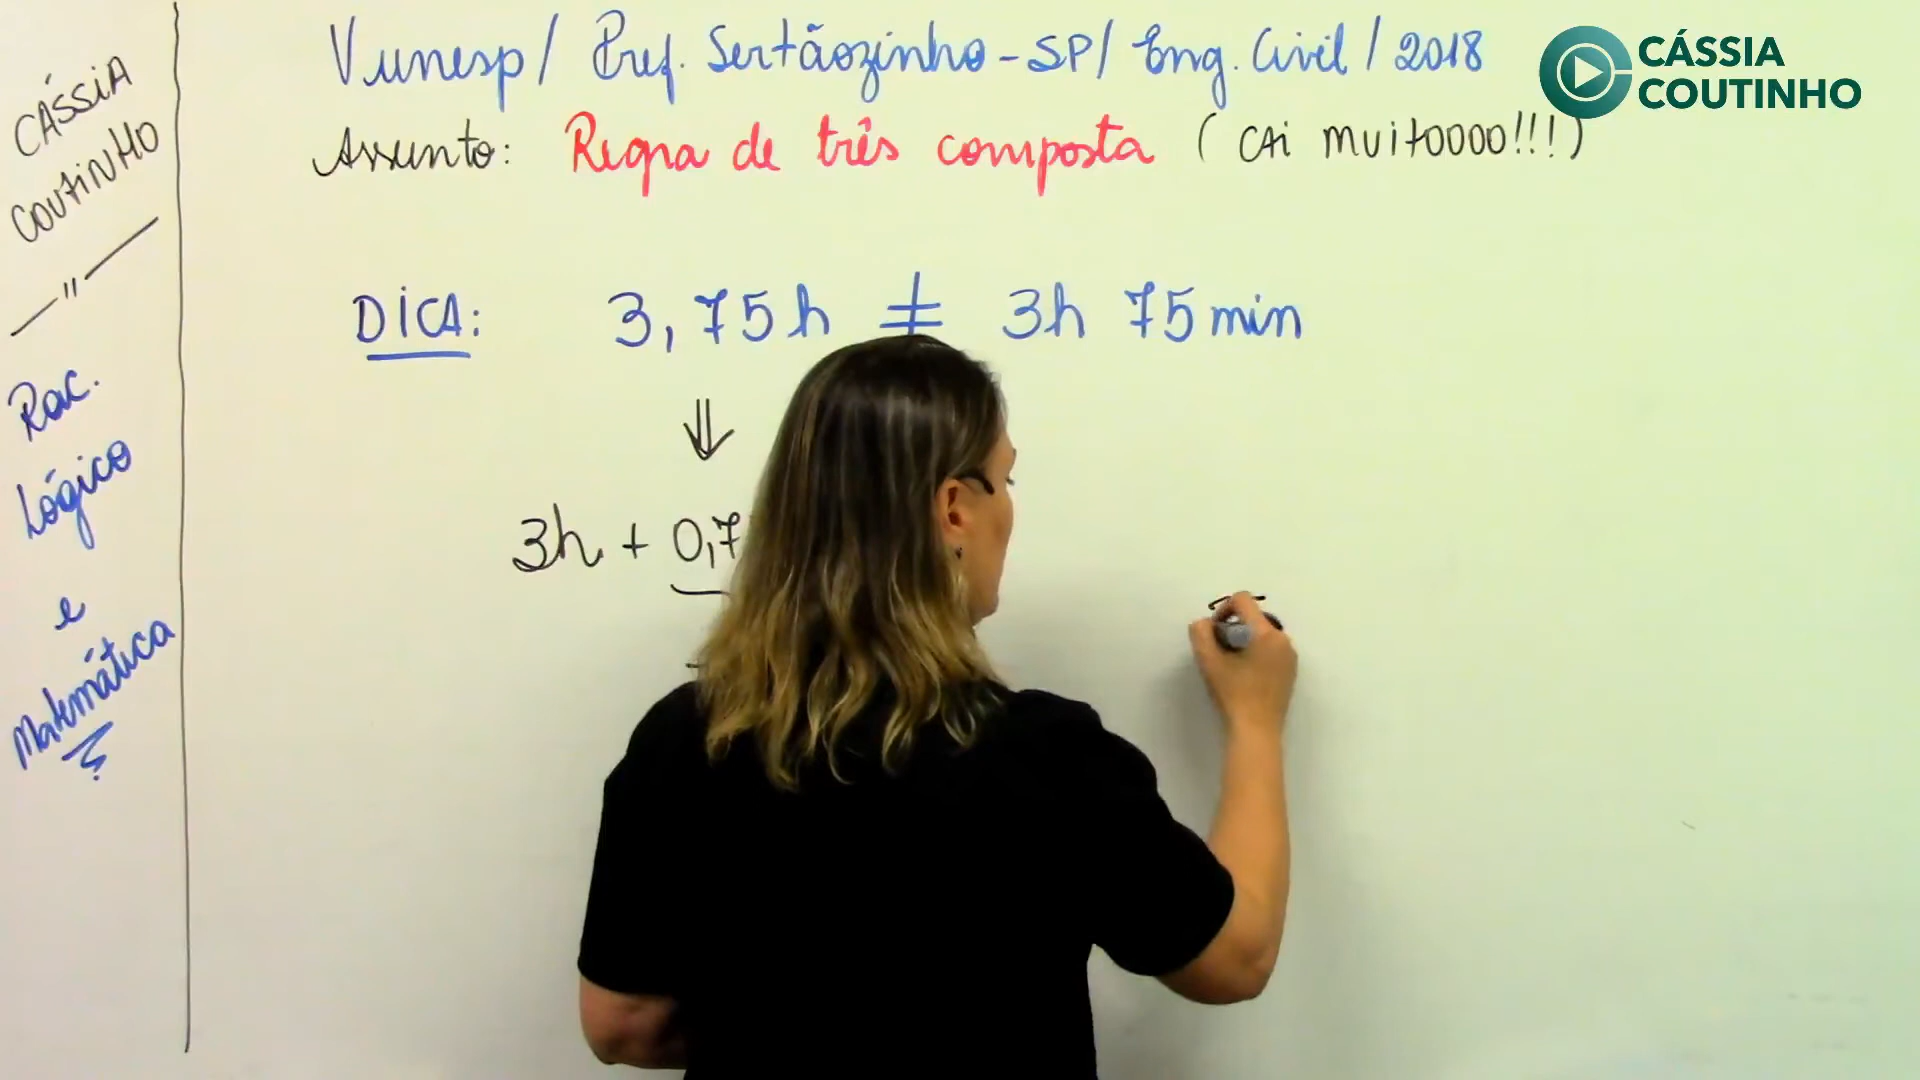 CÁSSIA
COUTINHO
—"—
Rac.
Lógico
e
Matemática
Vunesp / Pref. Sertãozinho - SP / Eng. Civil / 2018
Assunto: Regra de três composta ( CAi MUiTOOOO!!!)
DICA: 3,75h ≠ 3h 75min
⇓
3h + 0,7
CÁSSIA
COUTINHO